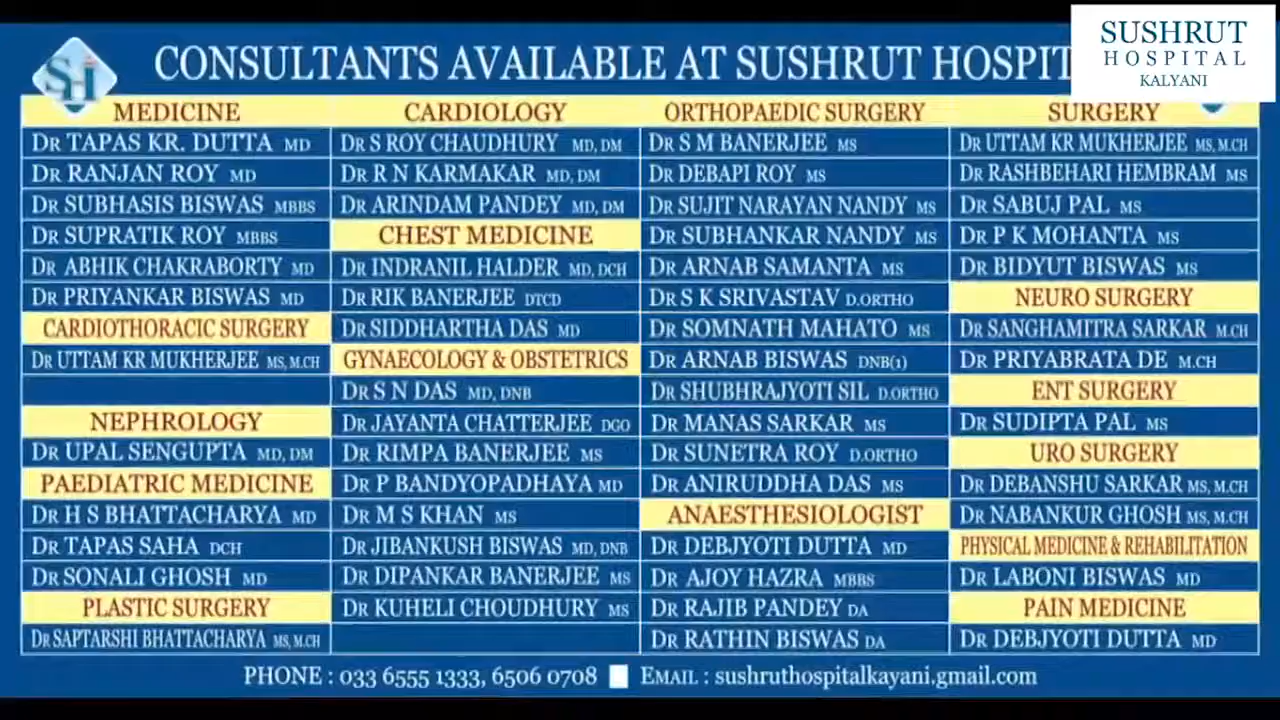 SUSHRUT
HOSPITAL
KALYANI
SHi
CONSULTANTS AVAILABLE AT SUSHRUT
MEDICINE
DR TAPAS KR. DUTTA MD
DR RANJAN ROY MD
DR SUBHASIS BISWAS MBBS
DR SUPRATIK ROY MBBS
DR ABHIK CHAKRABORTY MD
DR PRIYANKAR BISWAS MD
CARDIOTHORACIC SURGERY
DR UTTAM KR MUKHERJEE MS, M.CH
NEPHROLOGY
DR UPAL SENGUPTA MD, DM
PAEDIATRIC MEDICINE
DR H S BHATTACHARYA MD
DR TAPAS SAHA DCH
DR SONALI GHOSH MD
PLASTIC SURGERY
DR SAPTARSHI BHATTACHARYA MS, M.CH
CARDIOLOGY
DR S ROY CHAUDHURY MD, DM
DR R N KARMAKAR MD, DM
DR ARINDAM PANDEY MD, DM
CHEST MEDICINE
DR INDRANIL HALDER MD, DCH
DR RIK BANERJEE DTCD
DR SIDDHARTHA DAS MD
GYNAECOLOGY & OBSTETRICS
DR S N DAS MD, DNB
DR JAYANTA CHATTERJEE DGO
DR RIMPA BANERJEE MS
DR P BANDYOPADHAYA MD
DR M S KHAN MS
DR JIBANKUSH BISWAS MD, DNB
DR DIPANKAR BANERJEE MS
DR KUHELI CHOUDHURY MS
ORTHOPAEDIC SURGERY
DR S M BANERJEE MS
DR DEBAPI ROY MS
DR SUJIT NARAYAN NANDY MS
DR SUBHANKAR NANDY MS
DR ARNAB SAMANTA MS
DR S K SRIVASTAV D.ORTHO
DR SOMNATH MAHATO MS
DR ARNAB BISWAS DNB(1)
DR SHUBHRAJYOTI SIL D.ORTHO
DR MANAS SARKAR MS
DR SUNETRA ROY D.ORTHO
DR ANIRUDDHA DAS MS
ANAESTHESIOLOGIST
DR DEBJYOTI DUTTA MD
DR AJOY HAZRA MBBS
DR RAJIB PANDEY DA
DR RATHIN BISWAS DA
SURGERY
DR UTTAM KR MUKHERJEE MS, M.CH
DR RASHBEHARI HEMBRAM MS
DR SABUJ PAL MS
DR P K MOHANTA MS
DR BIDYUT BISWAS MS
NEURO SURGERY
DR SANGHAMITRA SARKAR M.CH
DR PRIYABRATA DE M.CH
ENT SURGERY
DR SUDIPTA PAL MS
URO SURGERY
DR DEBANSHU SARKAR MS, M.CH
DR NABANKUR GHOSH MS, M.CH
PHYSICAL MEDICINE & REHABILITATION
DR LABONI BISWAS MD
PAIN MEDICINE
DR DEBJYOTI DUTTA MD
PHONE : 033 6555 1333, 6506 0708 EMAIL : sushruthospitalkayani.gmail.com